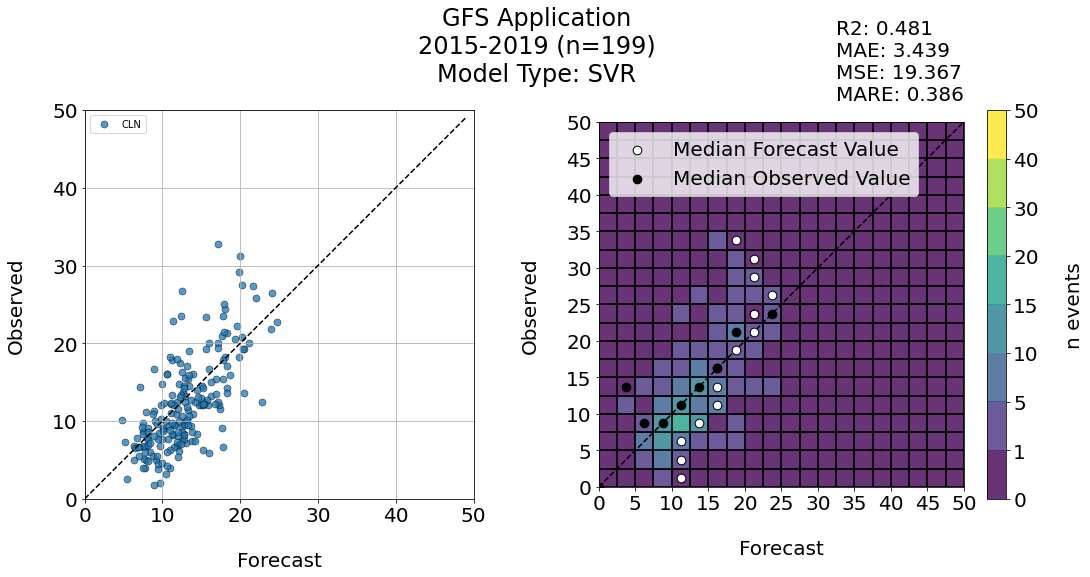 GFS Application
2015-2019 (n=199)
Model Type: SVR
R2: 0.481
MAE: 3.439
MSE: 19.367
MARE: 0.386
CLN
50
40
30
20
10
0
0 10 20 30 40 50
Observed
Forecast
Median Forecast Value
Median Observed Value
50
45
40
35
30
25
20
15
10
5
0
0 5 10 15 20 25 30 35 40 45 50
Observed
Forecast
50
40
30
20
15
10
5
1
0
n events